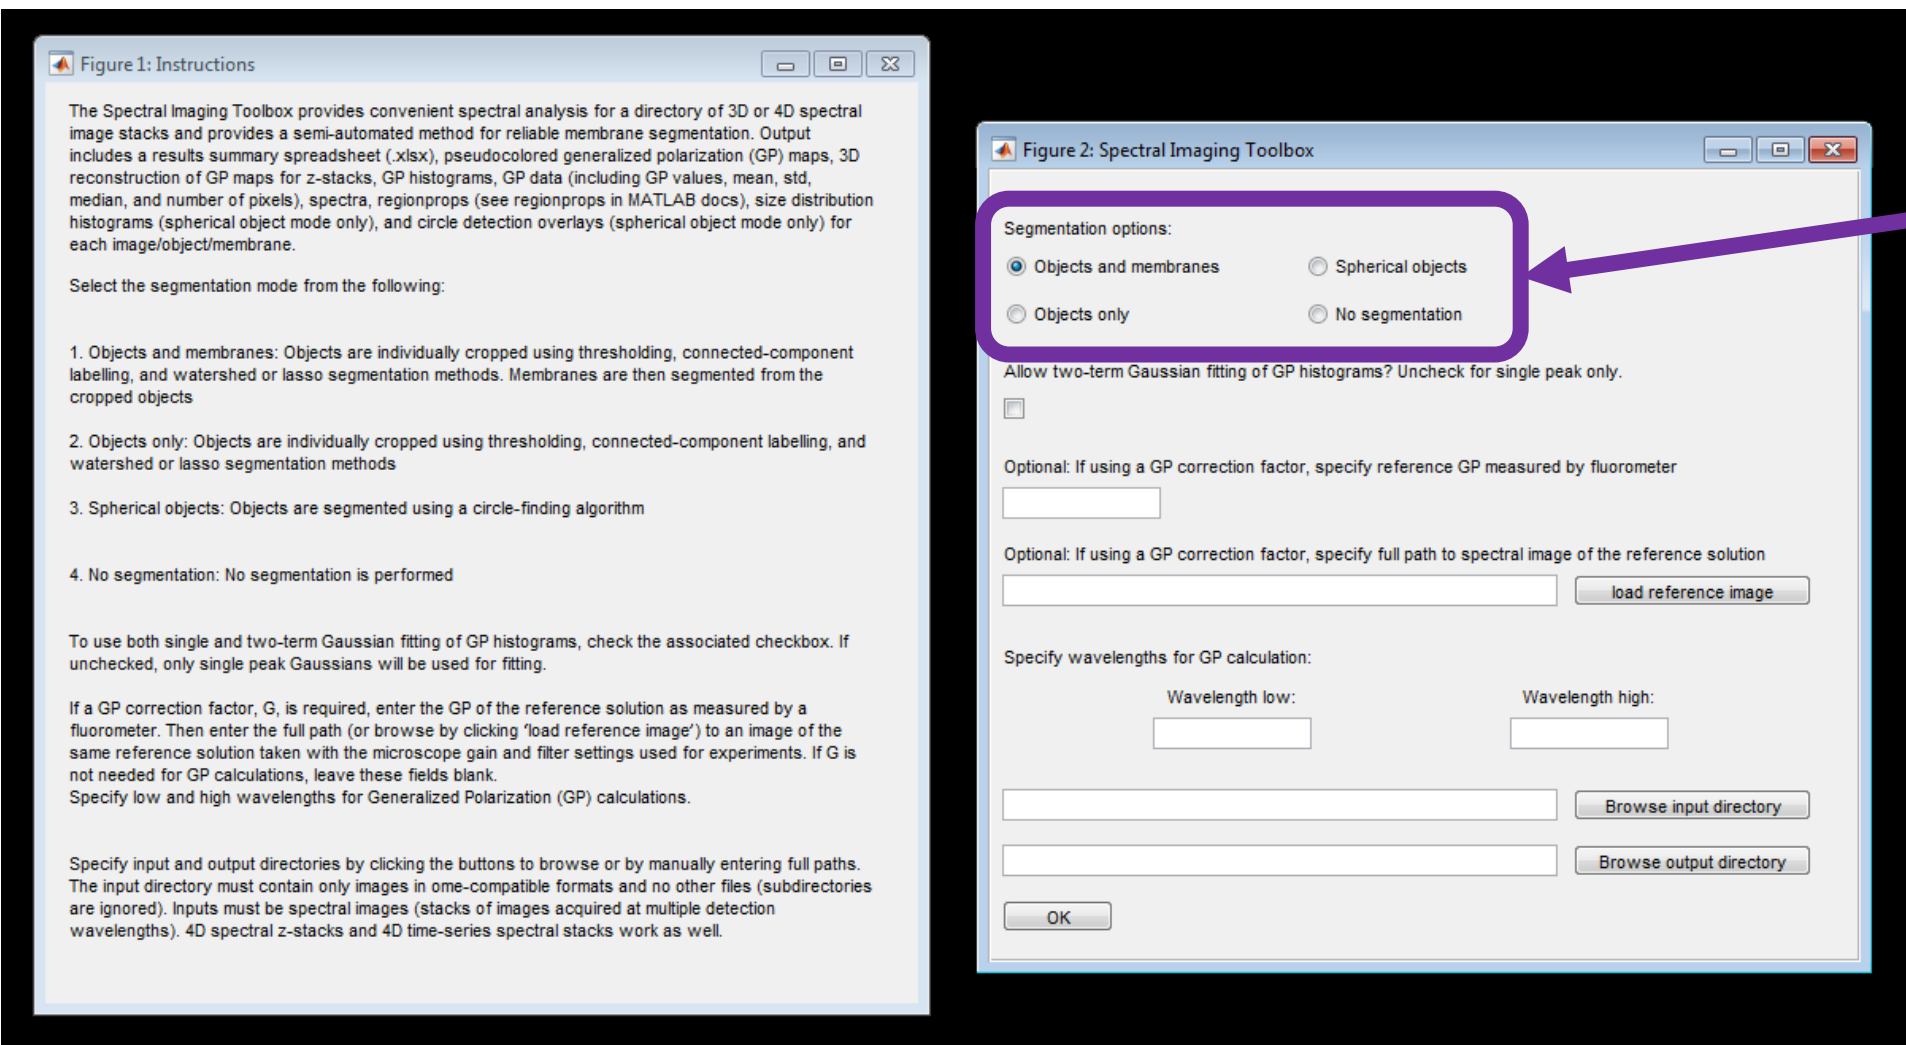 Figure 1: Instructions
The Spectral Imaging Toolbox provides convenient spectral analysis for a directory of 3D or 4D spectral
image stacks and provides a semi-automated method for reliable membrane segmentation. Output
includes a results summary spreadsheet (.xlsx), pseudocolored generalized polarization (GP) maps, 3D
reconstruction of GP maps for z-stacks, GP histograms, GP data (including GP values, mean, std,
median, and number of pixels), spectra, regionprops (see regionprops in MATLAB docs), size distribution
histograms (spherical object mode only), and circle detection overlays (spherical object mode only) for
each image/object/membrane.
Select the segmentation mode from the following:
1. Objects and membranes: Objects are individually cropped using thresholding, connected-component
labelling, and watershed or lasso segmentation methods. Membranes are then segmented from the
cropped objects
2. Objects only: Objects are individually cropped using thresholding, connected-component labelling, and
watershed or lasso segmentation methods
3. Spherical objects: Objects are segmented using a circle-finding algorithm
4. No segmentation: No segmentation is performed
To use both single and two-term Gaussian fitting of GP histograms, check the associated checkbox. If
unchecked, only single peak Gaussians will be used for fitting.
If a GP correction factor, G, is required, enter the GP of the reference solution as measured by a
fluorometer. Then enter the full path (or browse by clicking 'load reference image') to an image of the
same reference solution taken with the microscope gain and filter settings used for experiments. If G is
not needed for GP calculations, leave these fields blank.
Specify low and high wavelengths for Generalized Polarization (GP) calculations.
Specify input and output directories by clicking the buttons to browse or by manually entering full paths.
The input directory must contain only images in ome-compatible formats and no other files (subdirectories
are ignored). Inputs must be spectral images (stacks of images acquired at multiple detection
wavelengths). 4D spectral z-stacks and 4D time-series spectral stacks work as well.
Figure 2: Spectral Imaging Toolbox
Segmentation options:
Objects and membranes
Spherical objects
Objects only
No segmentation
Allow two-term Gaussian fitting of GP histograms? Uncheck for single peak only.
Optional: If using a GP correction factor, specify reference GP measured by fluorometer
Optional: If using a GP correction factor, specify full path to spectral image of the reference solution
load reference image
Specify wavelengths for GP calculation:
Wavelength low:
Wavelength high:
Browse input directory
Browse output directory
OK